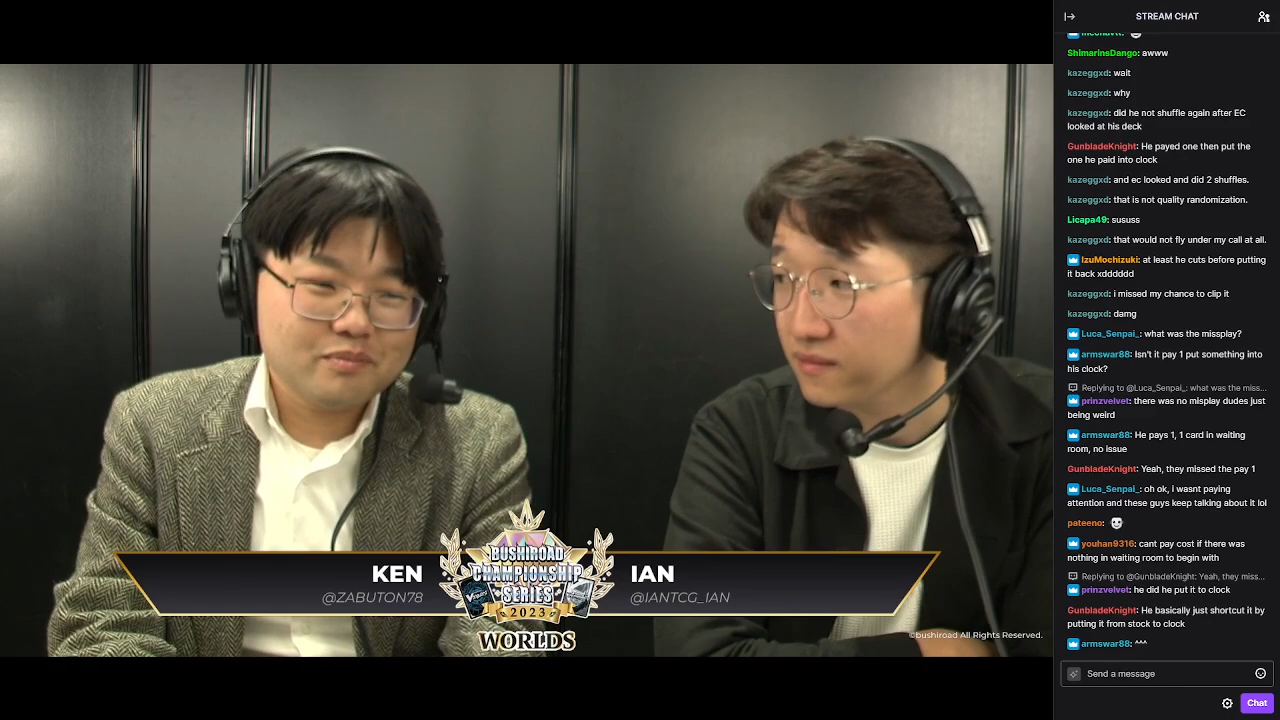 STREAM CHAT
ShimarinsDango: awww
kazeggxd: wait
kazeggxd: why
kazeggxd: did he not shuffle again after EC
looked at his deck
GunbladeKnight: He payed one then put the
one he paid into clock
kazeggxd: and ec looked and did 2 shuffles.
kazeggxd: that is not quality randomization.
Licapa49: sususs
kazeggxd: that would not fly under my call at all.
IzuMochizuki: at least he cuts before putting
it back xdddddd
kazeggxd: i missed my chance to clip it
kazeggxd: damg
Luca_Senpai_: what was the missplay?
armswar88: Isn't it pay 1 put something into
his clock?
Replying to @Luca_Senpai_: what was the miss...
prinzvelvet: there was no misplay dudes just
being weird
armswar88: He pays 1, 1 card in waiting
room, no issue
GunbladeKnight: Yeah, they missed the pay 1
Luca_Senpai_: oh ok, i wasnt paying
attention and these guys keep talking about it lol
pateeno:
youhan9316: cant pay cost if there was
nothing in waiting room to begin with
Replying to @GunbladeKnight: Yeah, they miss...
prinzvelvet: he did he put it to clock
GunbladeKnight: He basically just shortcut it by
putting it from stock to clock
armswar88: ^^^
Send a message
Chat
KEN
@ZABUTON78
BUSHIROAD
CHAMPIONSHIP
SERIES
2023
WORLDS
IAN
@IANTCG_IAN
©bushiroad All Rights Reserved.